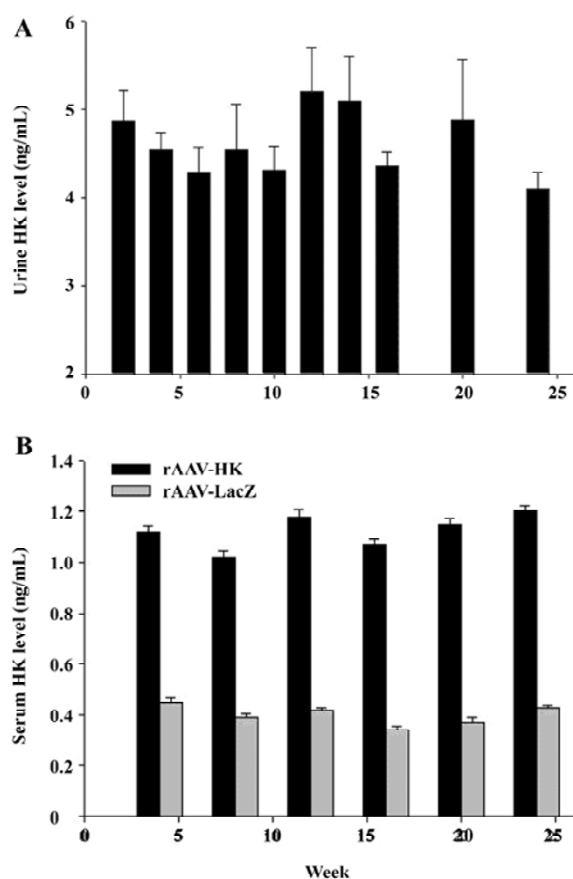 A
Urine HK level (ng/mL)
6
5
4
3
2
0 5 10 15 20 25
B
Serum HK level (ng/mL)
rAAV-HK
rAAV-LacZ
1.4
1.2
1.0
0.8
0.6
0.4
0.2
0
0 5 10 15 20 25
Week